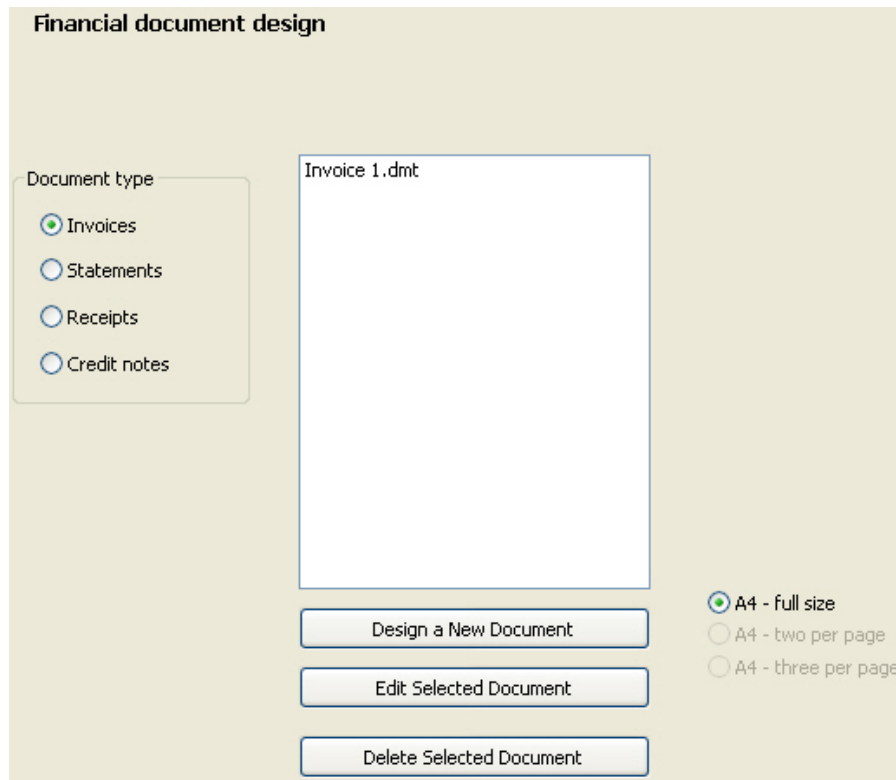 Financial document design
Document type
Invoices
Statements
Receipts
Credit notes
Invoice 1.dmt
Design a New Document
Edit Selected Document
Delete Selected Document
A4 - full size
A4 - two per page
A4 - three per page